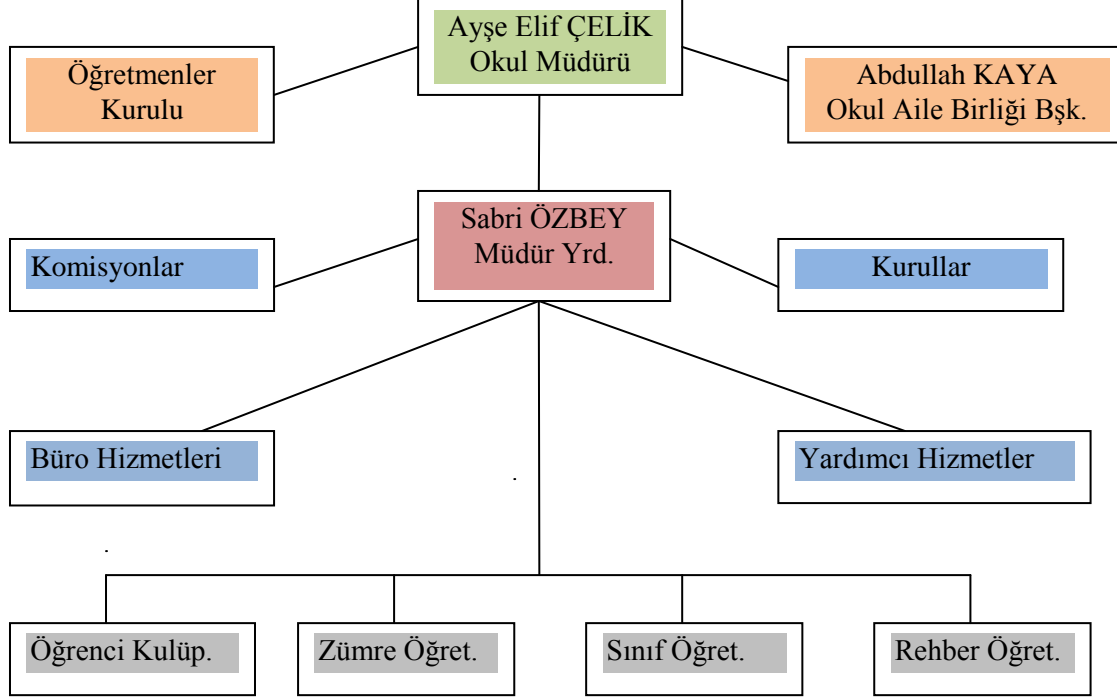 Ayşe Elif ÇELİK
Okul Müdürü
Öğretmenler
Kurulu
Abdullah KAYA
Okul Aile Birliği Bşk.
Sabri ÖZBEY
Müdür Yrd.
Komisyonlar
Kurullar
Büro Hizmetleri
Yardımcı Hizmetler
Öğrenci Kulüp.
Zümre Öğret.
Sınıf Öğret.
Rehber Öğret.